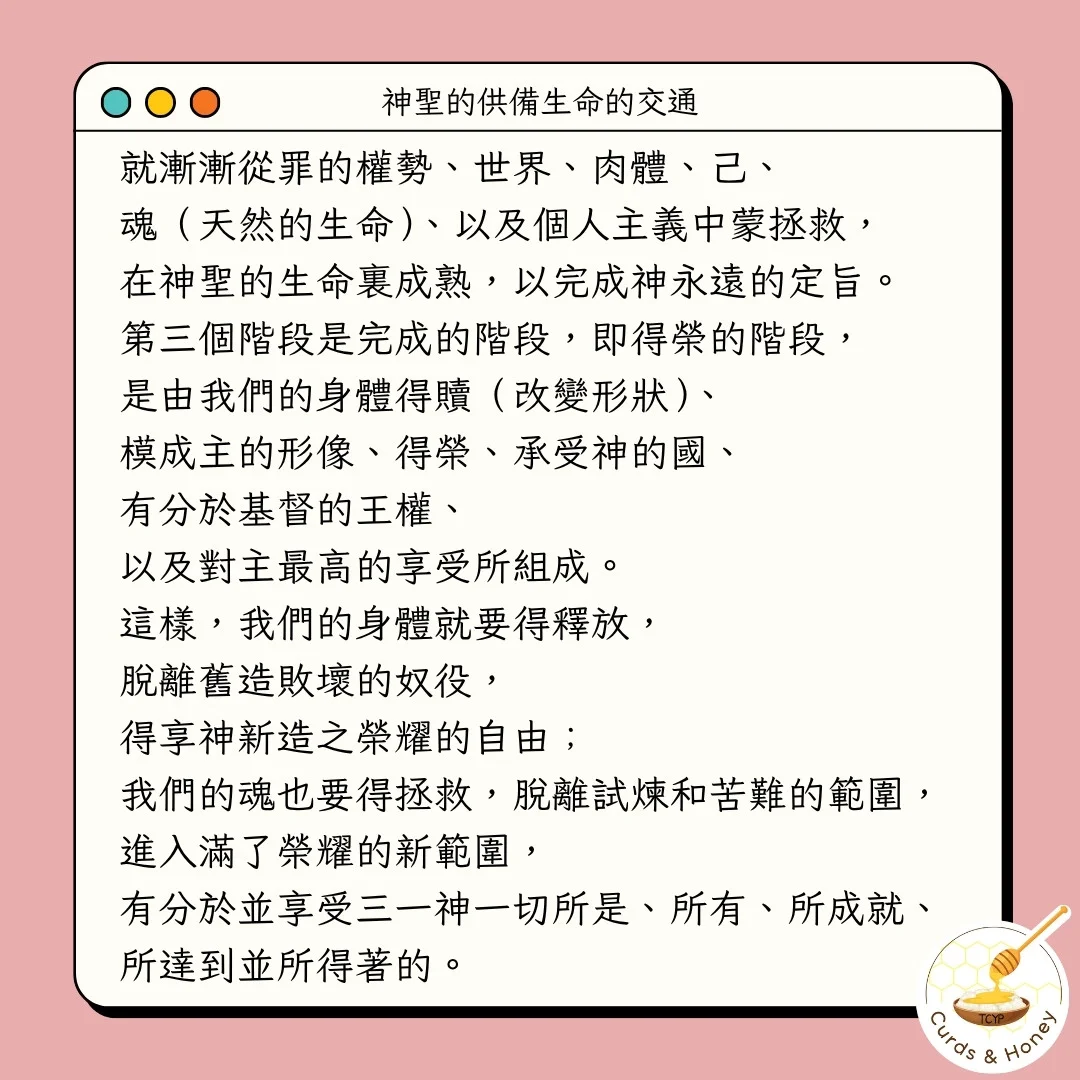 神聖的供備生命的交通
就漸漸從罪的權勢、世界、肉體、己、
魂（天然的生命）、以及個人主義中蒙拯救，
在神聖的生命裏成熟，以完成神永遠的定旨。
第三個階段是完成的階段，即得榮的階段，
是由我們的身體得贖（改變形狀）、
模成主的形像、得榮、承受神的國、
有分於基督的王權、
以及對主最高的享受所組成。
這樣，我們的身體就要得釋放，
脫離舊造敗壞的奴役，
得享神新造之榮耀的自由；
我們的魂也要得拯救，脫離試煉和苦難的範圍，
進入滿了榮耀的新範圍，
有分於並享受三一神一切所是、所有、所成就、
所達到並所得著的。
TCYP
Curds & Honey